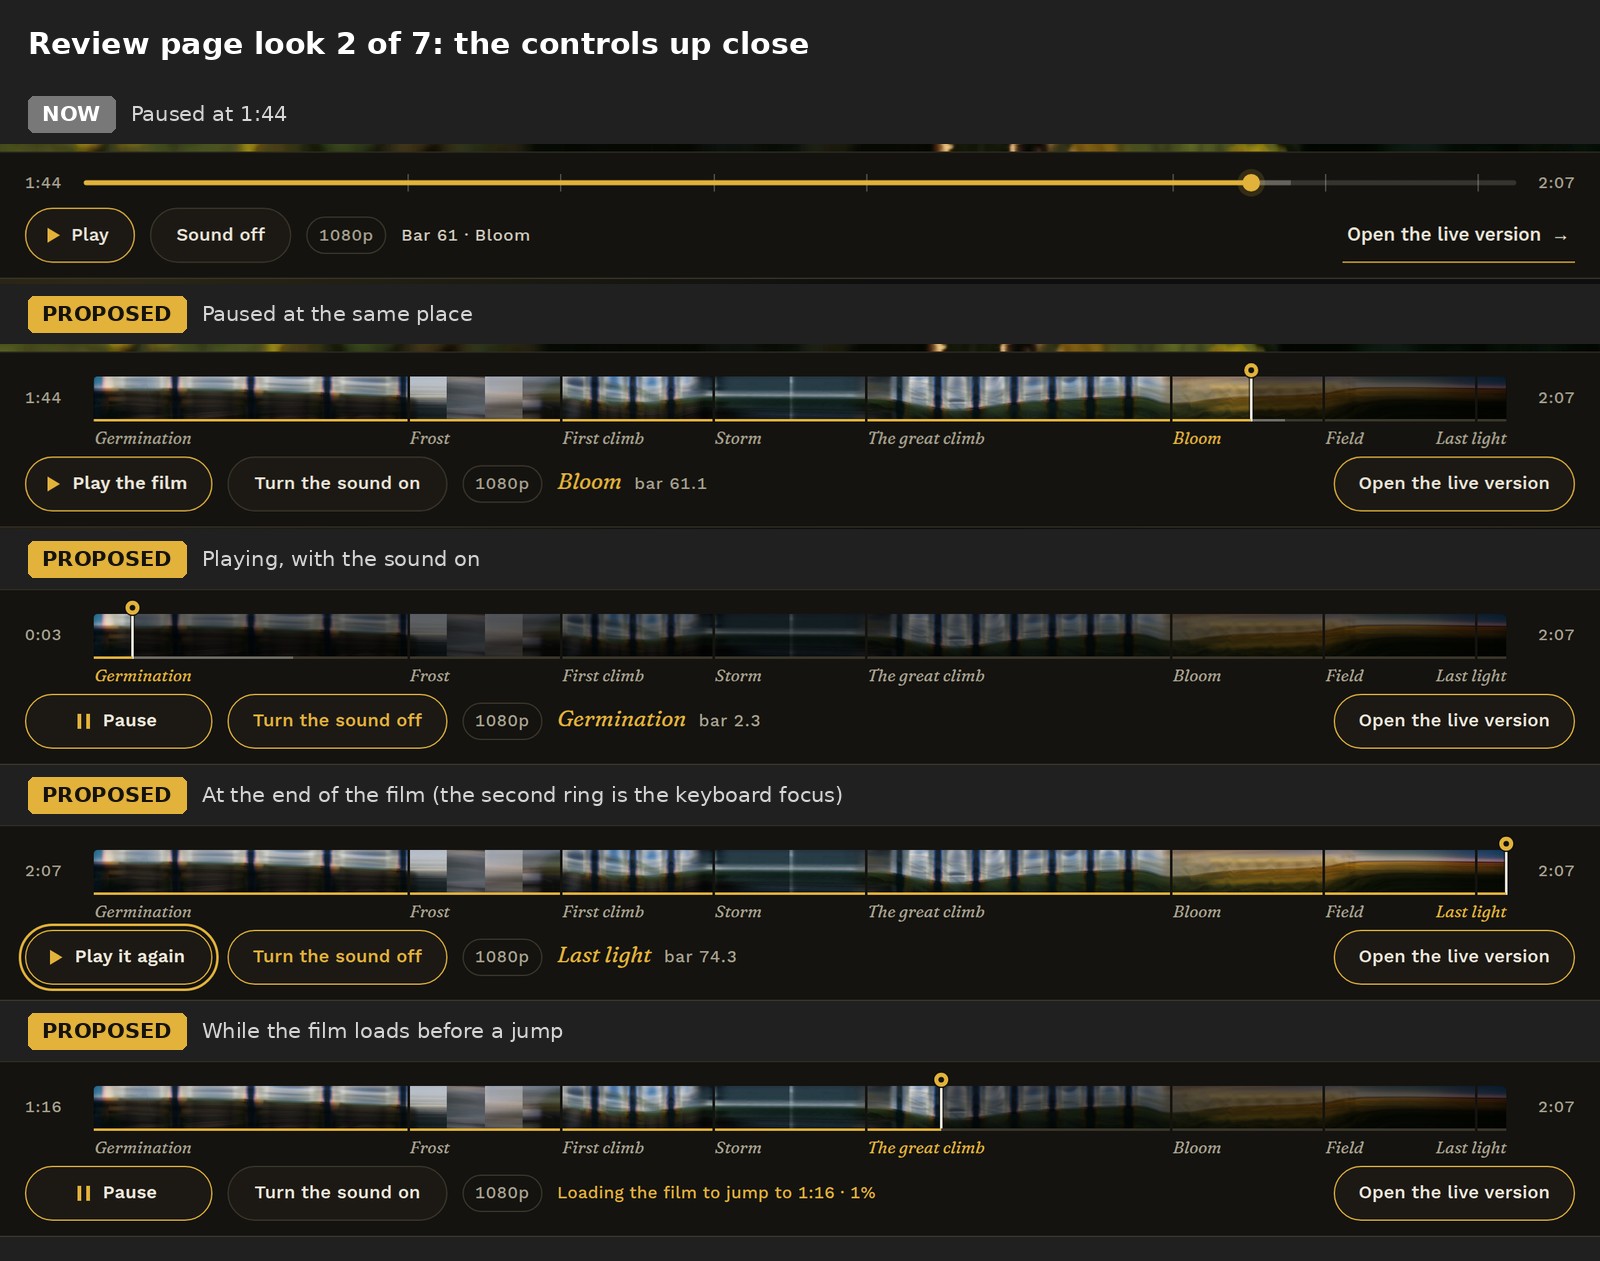 Review page look 2 of 7: the controls up close
NOW Paused at 1:44
1:44 2:07
Play Sound off 1080p Bar 61 · Bloom Open the live version →
PROPOSED Paused at the same place
1:44 2:07
Germination Frost First climb Storm The great climb Bloom Field Last light
Play the film Turn the sound on 1080p Bloom bar 61.1 Open the live version
PROPOSED Playing, with the sound on
0:03 2:07
Germination Frost First climb Storm The great climb Bloom Field Last light
Pause Turn the sound off 1080p Germination bar 2.3 Open the live version
PROPOSED At the end of the film (the second ring is the keyboard focus)
2:07 2:07
Germination Frost First climb Storm The great climb Bloom Field Last light
Play it again Turn the sound off 1080p Last light bar 74.3 Open the live version
PROPOSED While the film loads before a jump
1:16 2:07
Germination Frost First climb Storm The great climb Bloom Field Last light
Pause Turn the sound on 1080p Loading the film to jump to 1:16 · 1% Open the live version